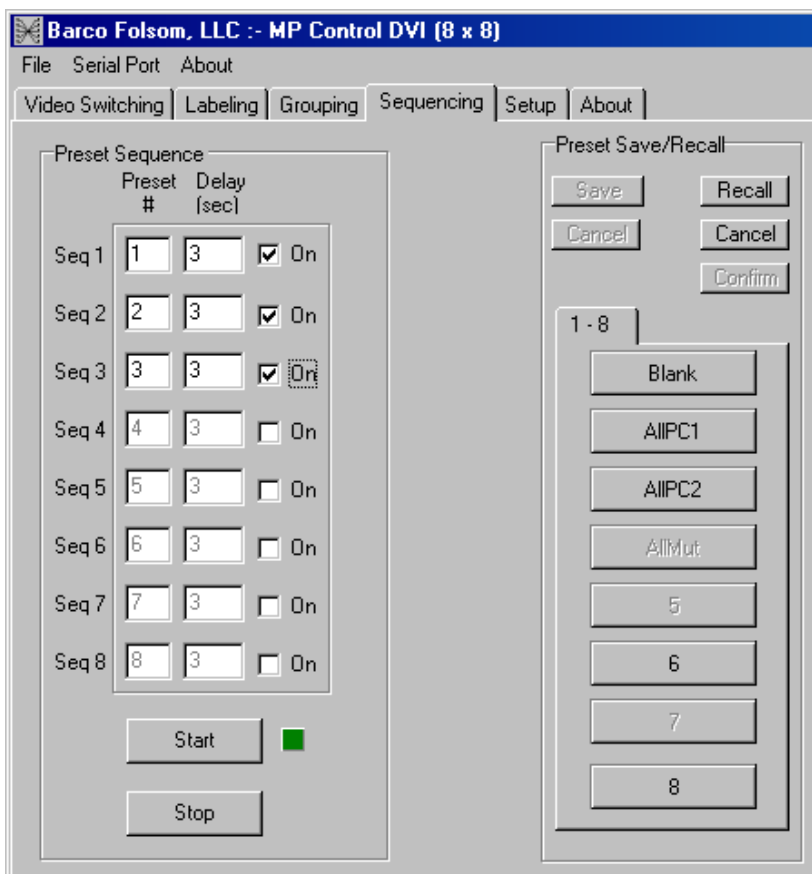 Barco Folsom, LLC :- MP Control DVI (8 x 8)
File Serial Port About
Video Switching Labeling Grouping Sequencing Setup About
Preset Sequence
Preset # Delay (sec)
Seq 1 1 3 On
Seq 2 2 3 On
Seq 3 3 3 On
Seq 4 4 3 On
Seq 5 5 3 On
Seq 6 6 3 On
Seq 7 7 3 On
Seq 8 8 3 On
Start
Stop
Preset Save/Recall
Save Recall
Cancel Cancel
Confirm
1 - 8
Blank
AllPC1
AllPC2
AllMut
5
6
7
8